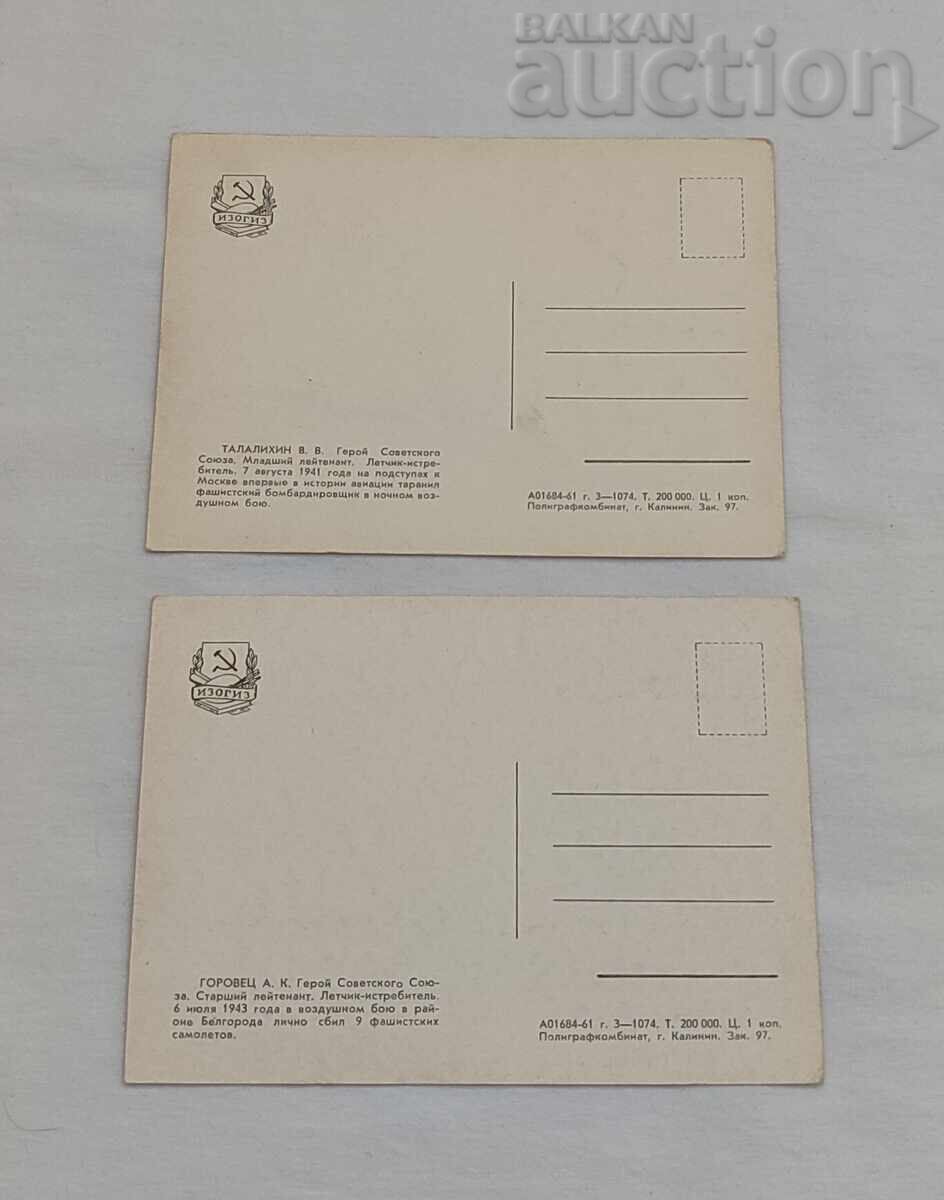 BALKAN
auction
ИЗОГИЗ
ТАЛАЛИХИН В. В. Герой Советского
Союза. Младший лейтенант. Летчик-истре-
битель. 7 августа 1941 года на подступах к
Москве впервые в истории авиации таранил
фашистский бомбардировщик в ночном воз-
душном бою.
А01684-61 г. 3—1074. Т. 200 000. Ц. 1 коп.
Полиграфкомбинат, г. Калинин. Зак. 97.
ИЗОГИЗ
ГОРОВЕЦ А. К. Герой Советского Сою-
за. Старший лейтенант. Летчик-истребитель.
6 июля 1943 года в воздушном бою в рай-
оне Белгорода лично сбил 9 фашистских
самолетов.
А01684-61 г. 3—1074. Т. 200 000. Ц. 1 коп.
Полиграфкомбинат, г. Калинин. Зак. 97.